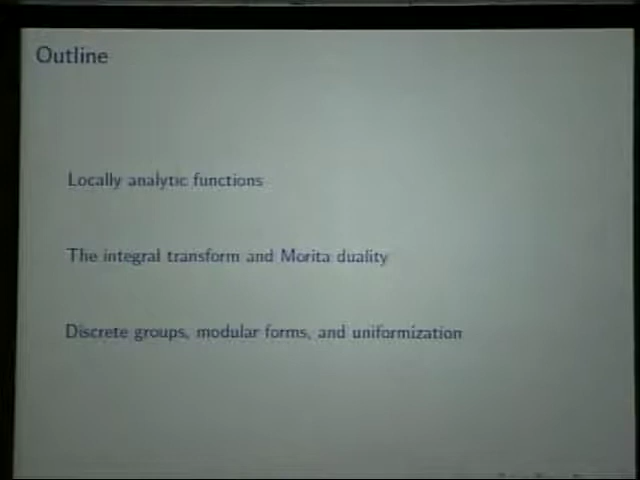 Outline
Locally analytic functions
The integral transform and Morita duality
Discrete groups, modular forms, and uniformization